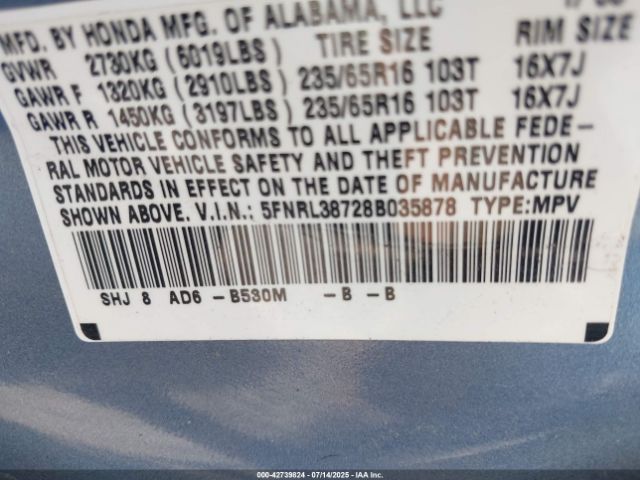 MFD. BY HONDA MFG. OF ALABAMA, LLC
GVWR 2730KG (6019LBS) TIRE SIZE RIM SIZE
GAWR F 1320KG (2910LBS) 235/65R16 103T 16X7J
GAWR R 1450KG (3197LBS) 235/65R16 103T 16X7J
THIS VEHICLE CONFORMS TO ALL APPLICABLE FEDE-
RAL MOTOR VEHICLE SAFETY AND THEFT PREVENTION
STANDARDS IN EFFECT ON THE DATE OF MANUFACTURE
SHOWN ABOVE. V.I.N.: 5FNRL38728B035878 TYPE:MPV
SHJ 8 AD6 -B530M -B -B
000-42739824 | 07/14/2025 | IAA Inc.